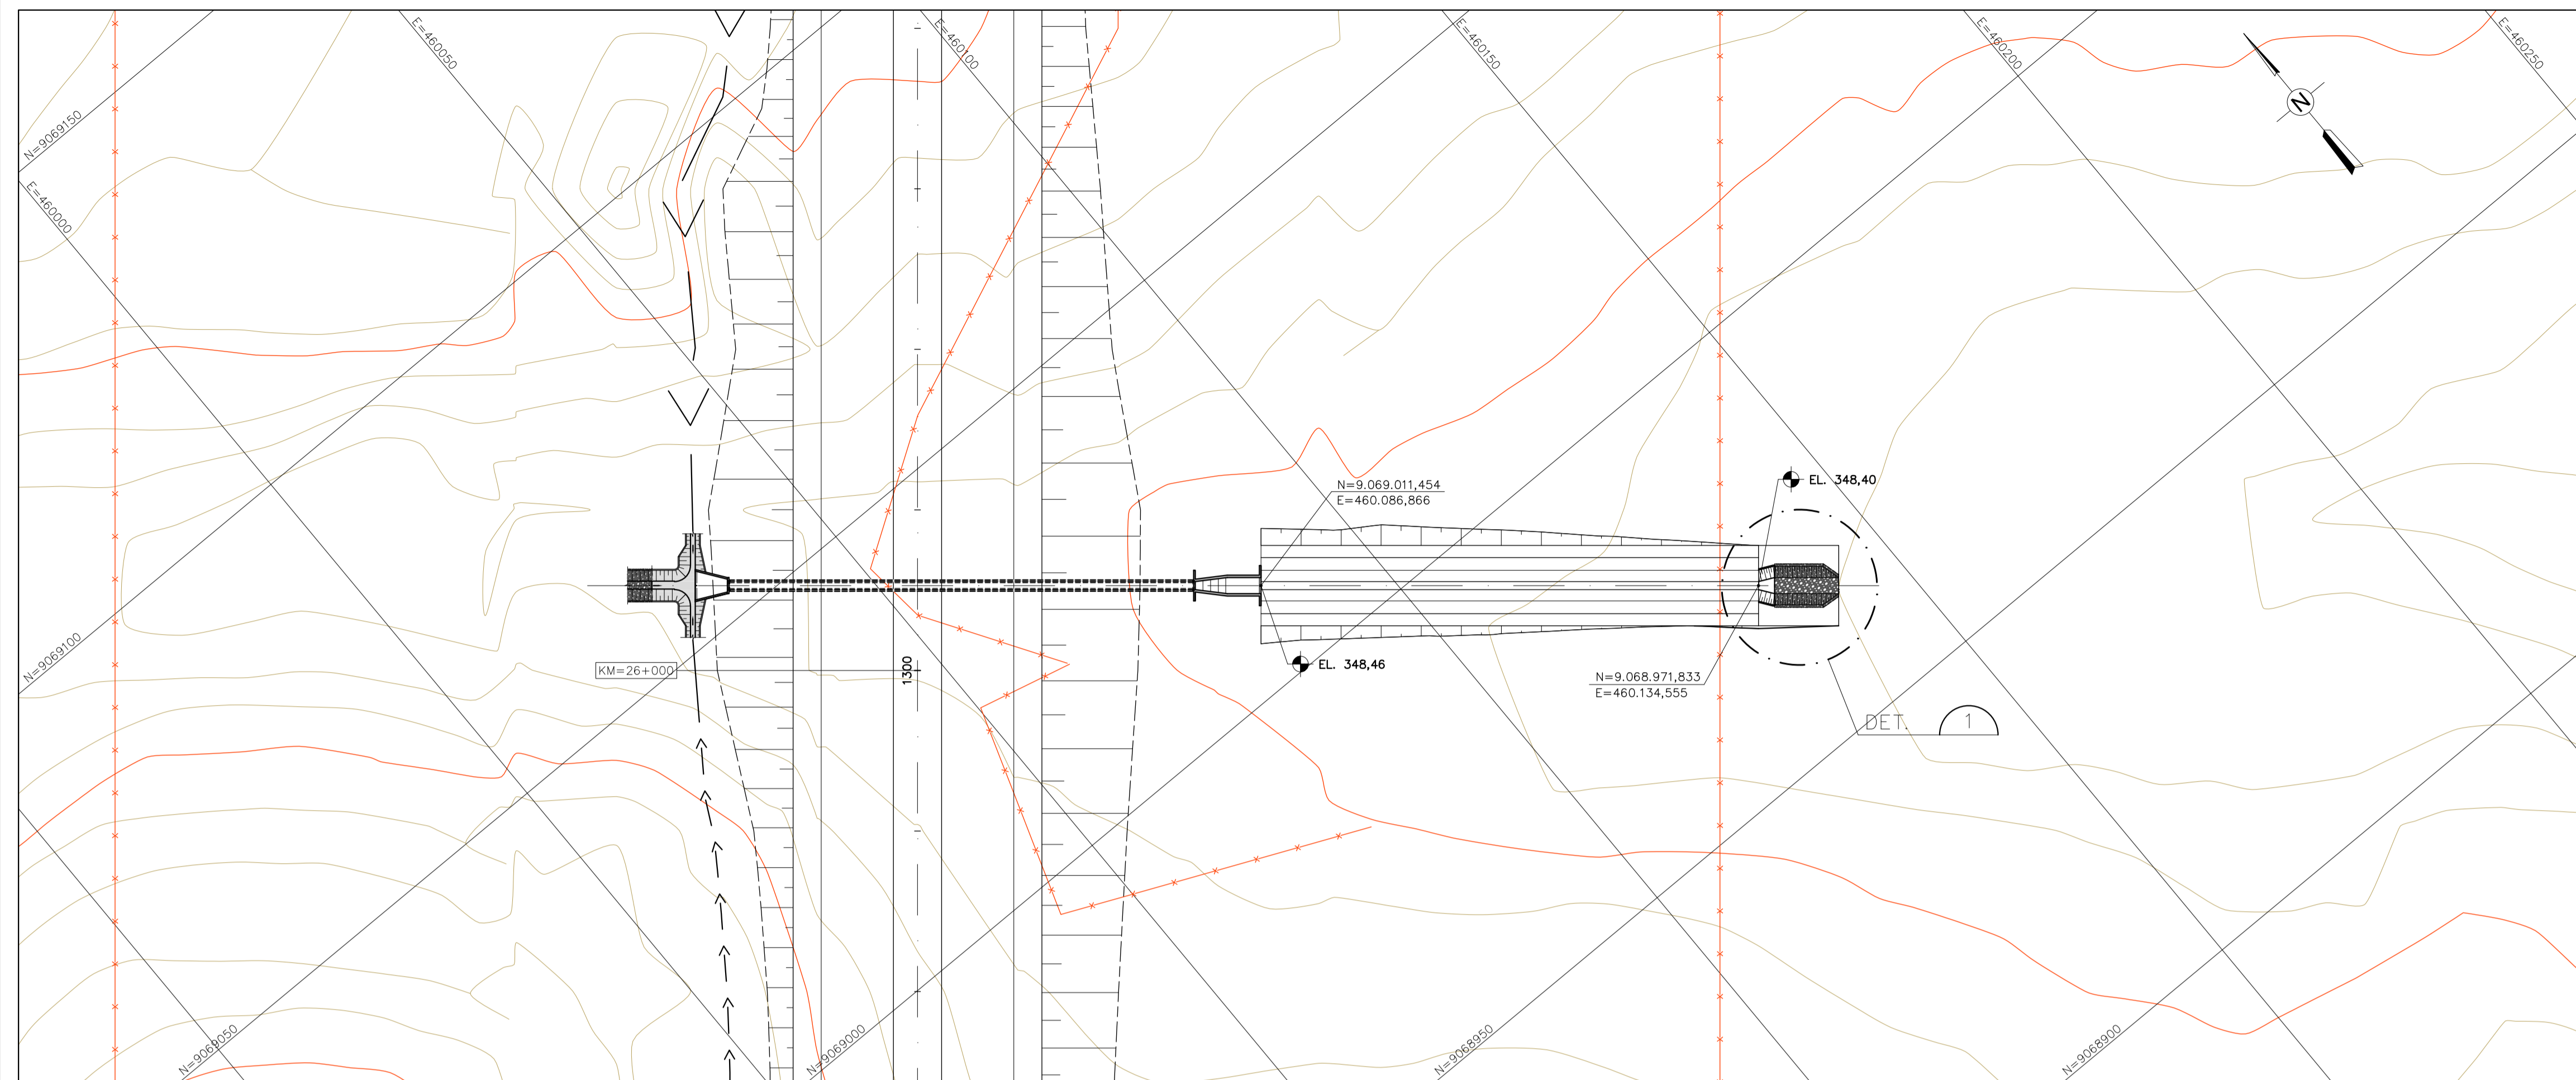 E=460050
E=460100
E=460150
E=460200
E=460250
N=9069150
N
E=460000
N=9.069.011,454
E=460.086,866
EL. 348,40
N=9069100
KM=26+000
1300
EL. 348,46
N=9.068.971,833
E=460.134,555
DET. 1
N=9069050
N=9069000
N=9068950
N=9068900